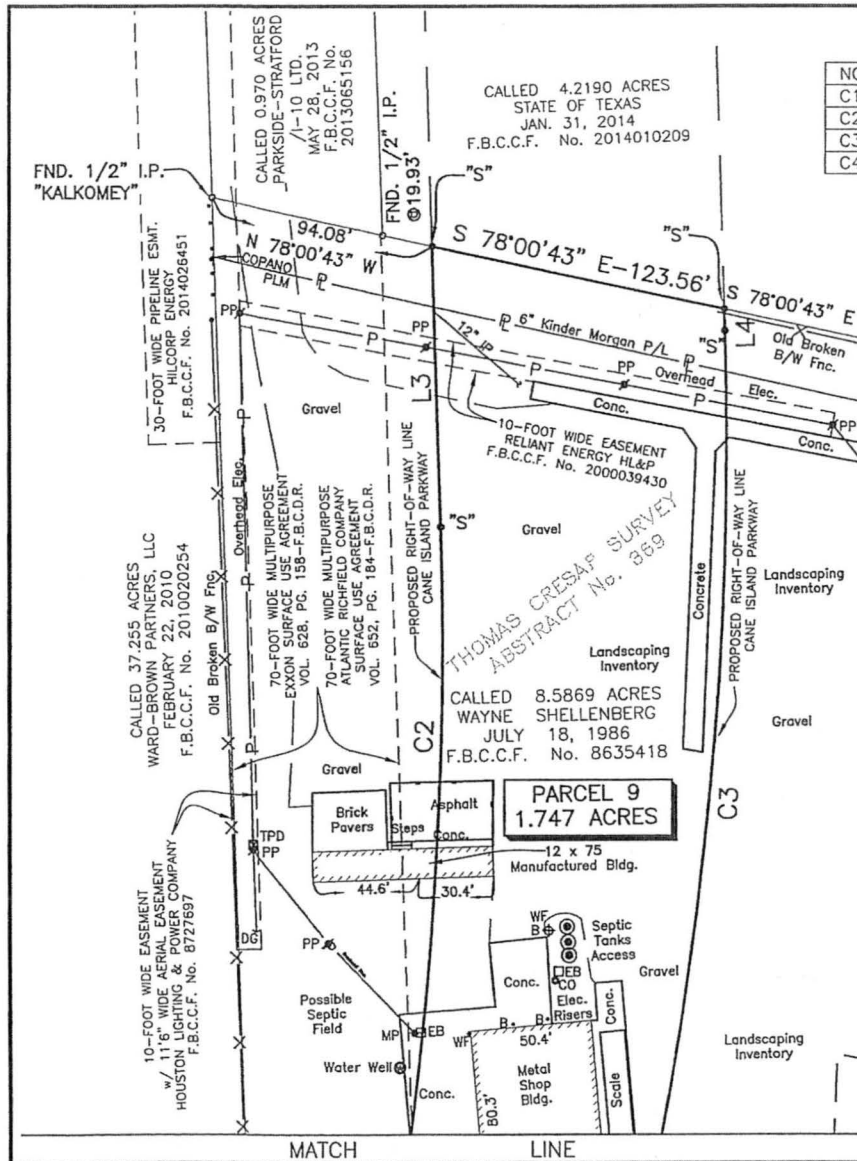 CALLED 0.970 ACRES
PARKSIDE-STRATFORD
/I-10 LTD.
MAY 28, 2013
F.B.C.C.F. No.
2013065156
FND. 1/2" I.P.
@19.93'
CALLED 4.2190 ACRES
STATE OF TEXAS
JAN. 31, 2014
F.B.C.C.F. No. 2014010209
C1
C2
C3
C4
FND. 1/2" I.P.
"KALKOMEY"
"S"
94.08'
N 78°00'43" W
S 78°00'43" E-123.56'
"S"
S 78°00'43" E
COPANO
PLM
30-FOOT WIDE PIPELINE ESMT.
HILCORP ENERGY
F.B.C.C.F. No. 2014026451
PP
PP
P
12" IP
6" Kinder Morgan P/L
PP
P
Overhead
Elec.
P
PP
"S"
L4
Old Broken
B/W Fnc.
L3
Gravel
Conc.
Conc.
10-FOOT WIDE EASEMENT
RELIANT ENERGY HL&P
F.B.C.C.F. No. 2000039430
Overhead Elec.
P
P
P
"S"
Gravel
PROPOSED RIGHT-OF-WAY LINE
CANE ISLAND PARKWAY
THOMAS CRESAP SURVEY
ABSTRACT No. 369
Concrete
PROPOSED RIGHT-OF-WAY LINE
CANE ISLAND PARKWAY
Landscaping
Inventory
Landscaping
Inventory
CALLED 37.255 ACRES
WARD-BROWN PARTNERS, LLC
FEBRUARY 22, 2010
F.B.C.C.F. No. 2010020254
Old Broken B/W Fnc.
70-FOOT WIDE MULTIPURPOSE
EXXON SURFACE USE AGREEMENT
VOL. 628, PG. 158-F.B.C.D.R.
70-FOOT WIDE MULTIPURPOSE
ATLANTIC RICHFIELD COMPANY
SURFACE USE AGREEMENT
VOL. 652, PG. 184-F.B.C.D.R.
CALLED 8.5869 ACRES
WAYNE SHELLENBERG
JULY 18, 1986
F.B.C.C.F. No. 8635418
C2
Gravel
Gravel
C3
Brick
Pavers
Asphalt
Steps
Conc.
PARCEL 9
1.747 ACRES
12 x 75
Manufactured Bldg.
44.6'
30.4'
TPD
PP
10-FOOT WIDE EASEMENT
w/ 11'6" WIDE AERIAL EASEMENT
HOUSTON LIGHTING & POWER COMPANY
F.B.C.C.F. No. 8727697
DG
PP
WF
B
Septic
Tanks
Access
Conc.
EB
CO
Elec.
Risers
Gravel
Possible
Septic
Field
MP
EB
WF
B
B
50.4'
Conc.
Landscaping
Inventory
Water Well
Conc.
80.3'
Metal
Shop
Bldg.
Scale
MATCH LINE